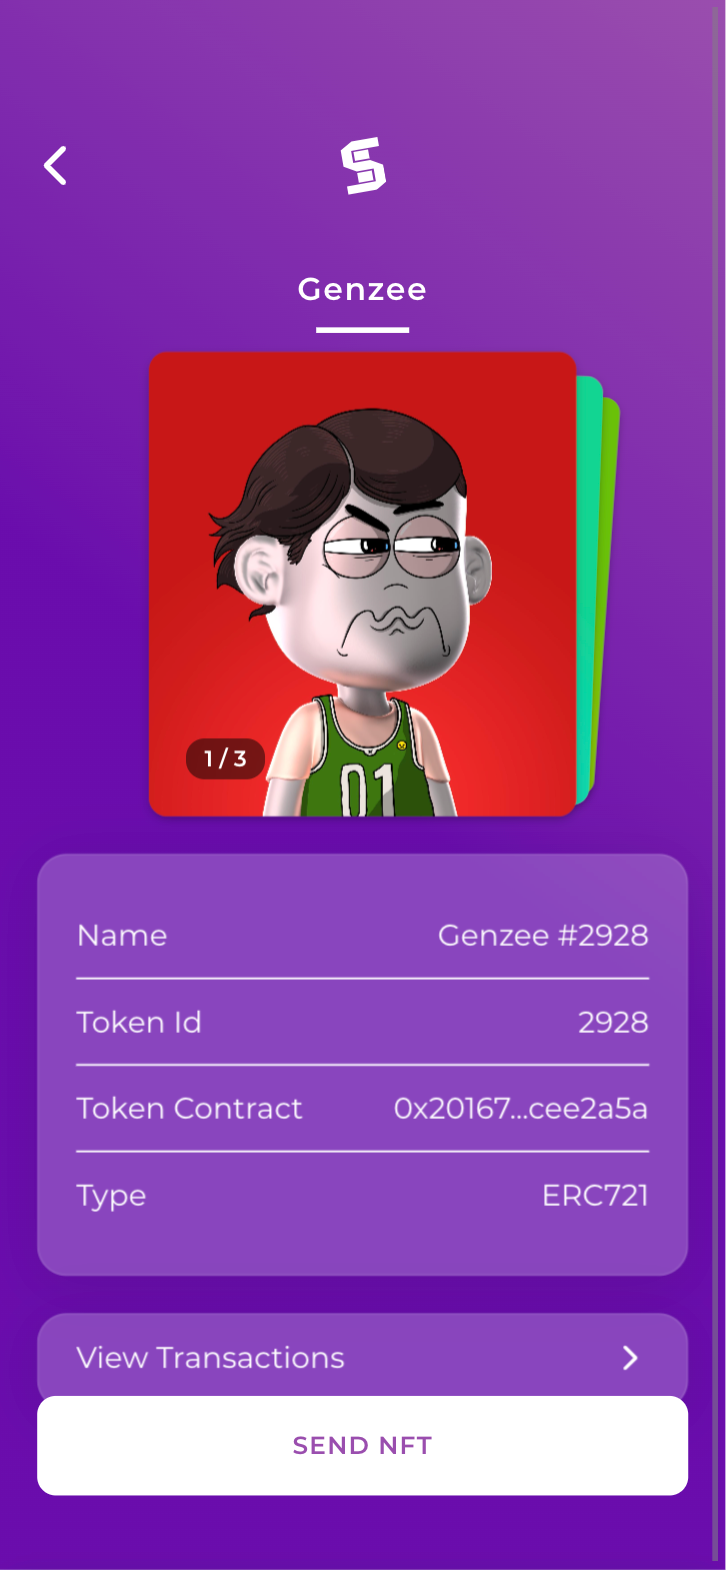 Genzee
01
1 / 3
Name Genzee #2928
Token Id 2928
Token Contract 0x20167...cee2a5a
Type ERC721
View Transactions
SEND NFT